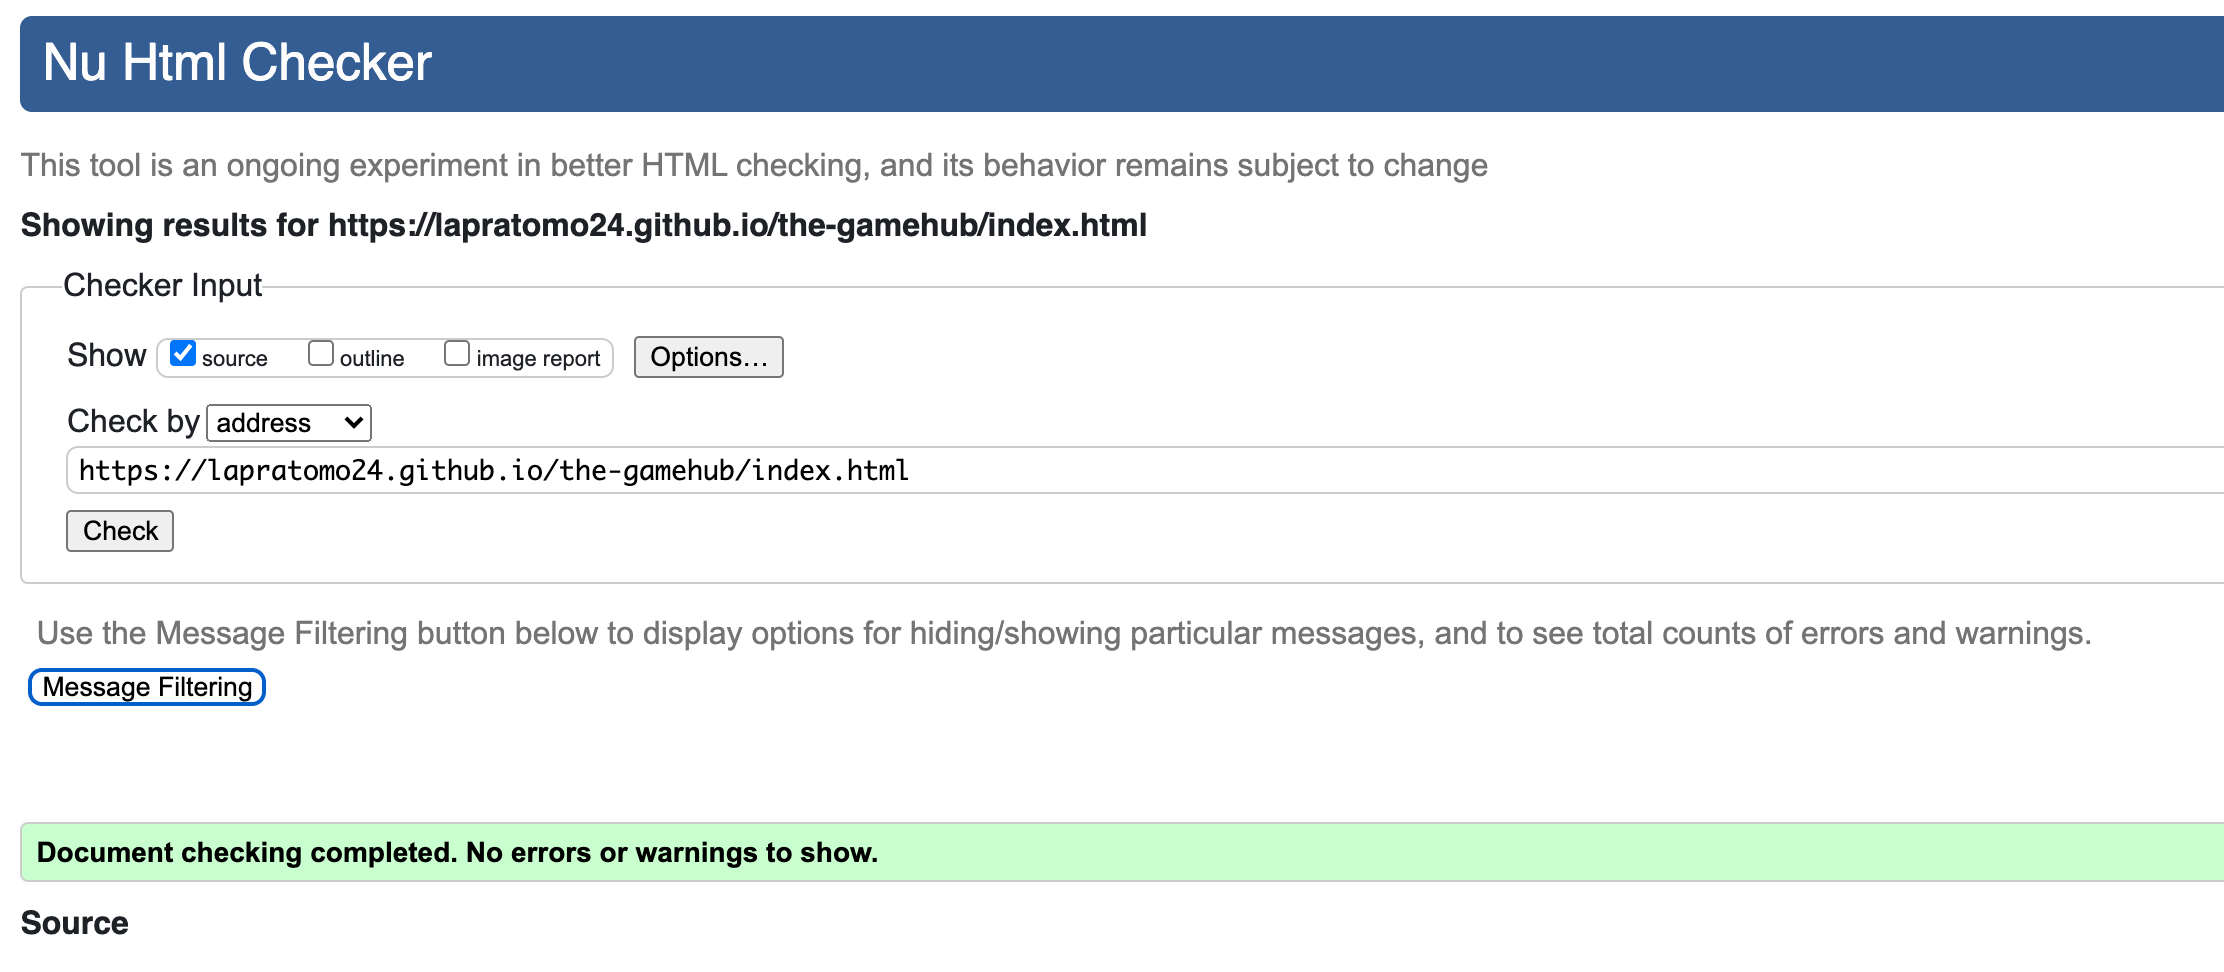 Nu Html Checker
This tool is an ongoing experiment in better HTML checking, and its behavior remains subject to change
Showing results for https://lapratomo24.github.io/the-gamehub/index.html
Checker Input
Show source outline image report Options...
Check by address
https://lapratomo24.github.io/the-gamehub/index.html
Check
Use the Message Filtering button below to display options for hiding/showing particular messages, and to see total counts of errors and warnings.
Message Filtering
Document checking completed. No errors or warnings to show.
Source